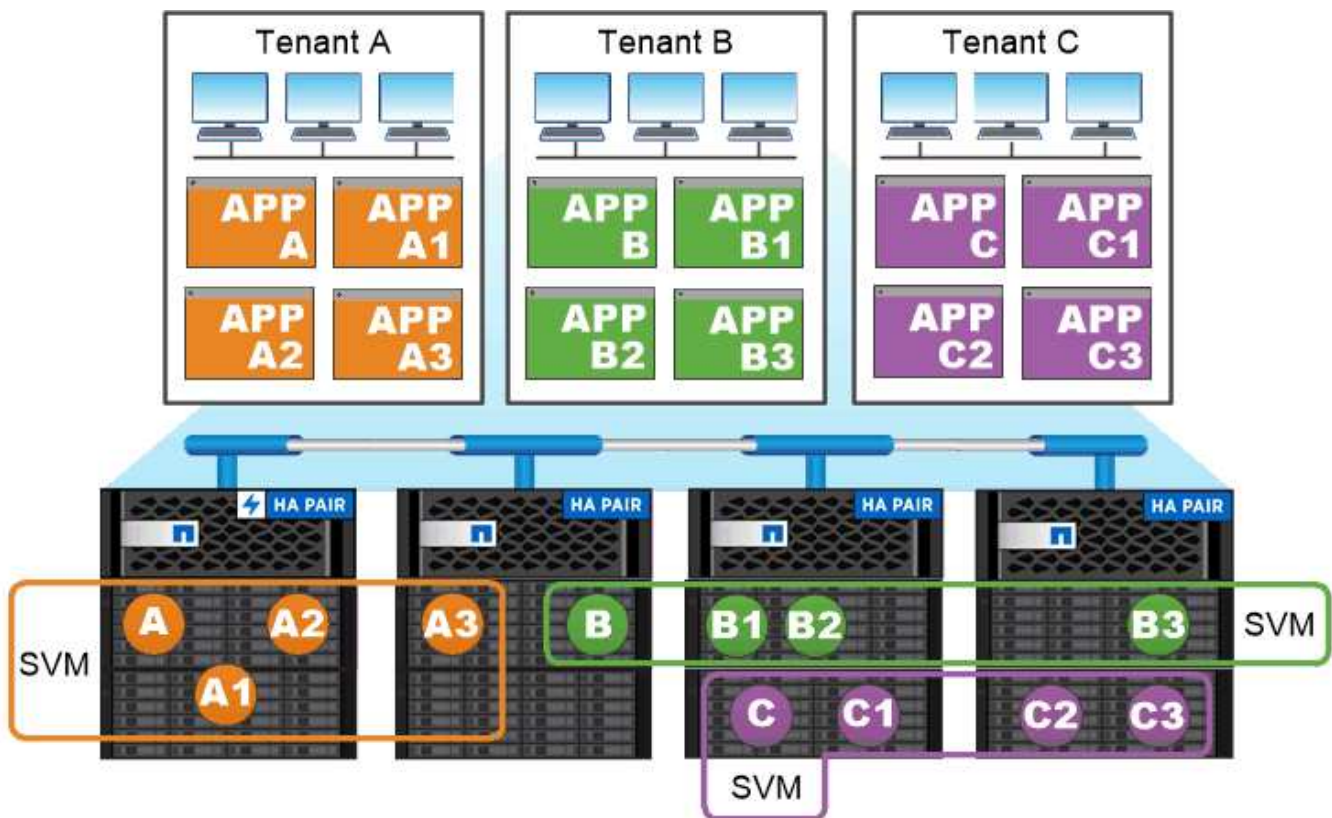 Tenant A
Tenant B
Tenant C
APP
A
APP
A1
APP
A2
APP
A3
APP
B
APP
B1
APP
B2
APP
B3
APP
C
APP
C1
APP
C2
APP
C3
HA PAIR
HA PAIR
HA PAIR
HA PAIR
SVM
A
A2
A1
A3
B
B1
B2
B3
SVM
C
C1
C2
C3
SVM